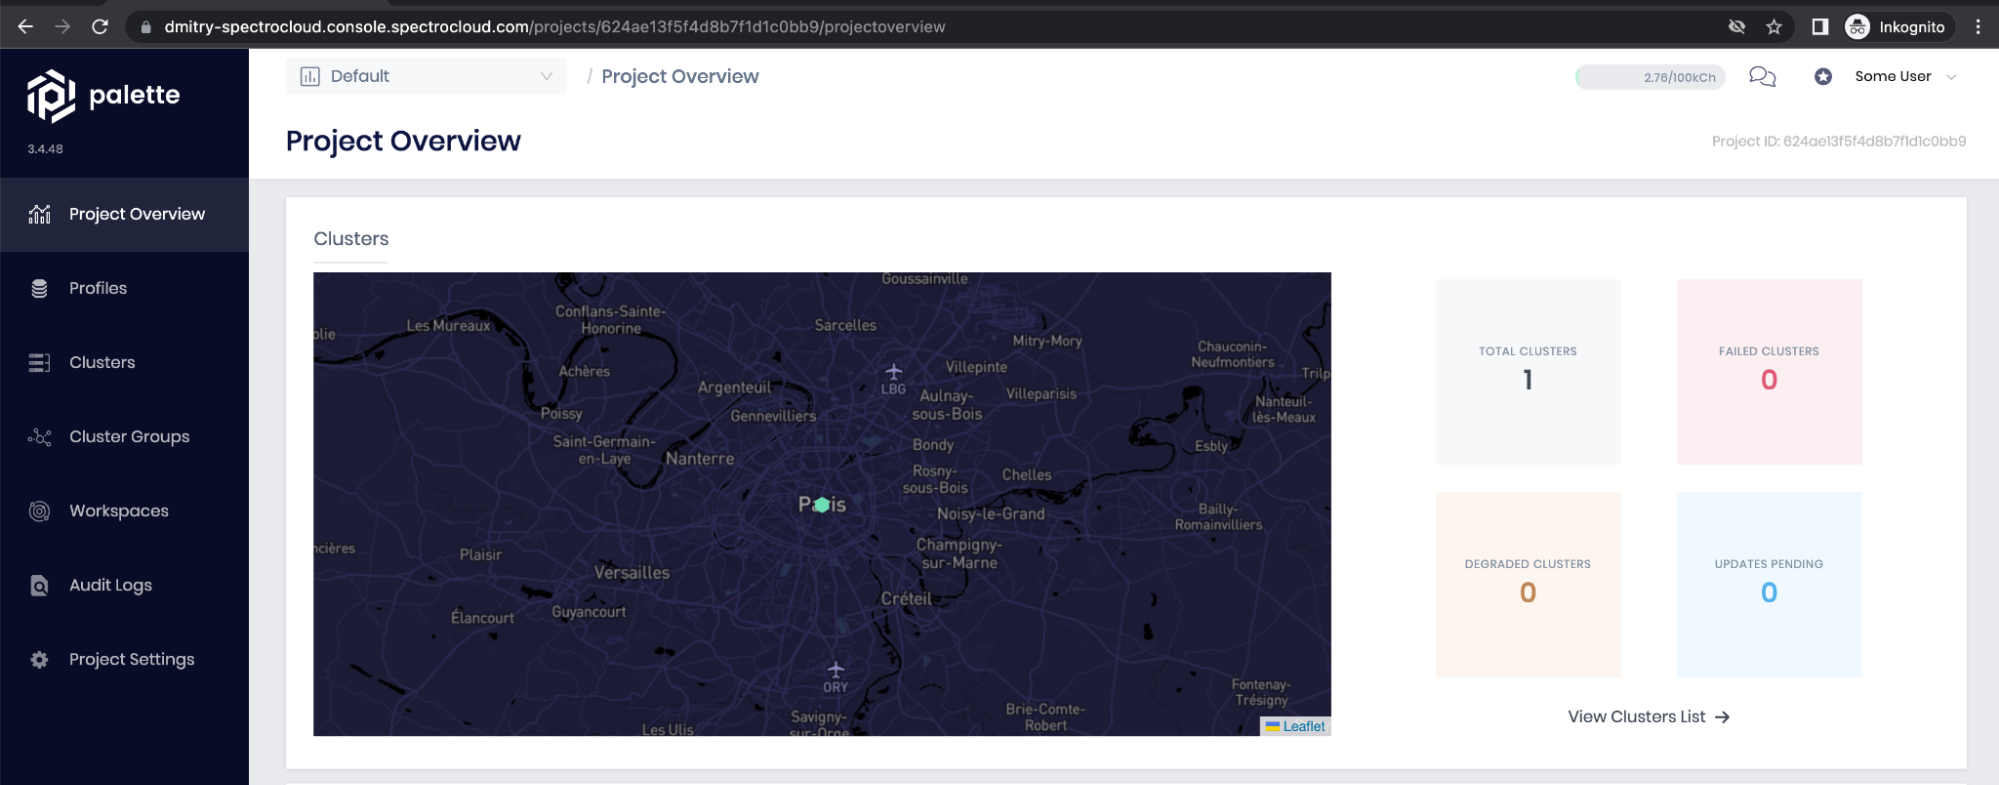 dmitry-spectrocloud.console.spectrocloud.com/projects/624ae13f5f4d8b7f1d1c0bb9/projectoverview
Inkognito
palette
3.4.48
Default
/ Project Overview
2.76/100kCh
Some User
Project Overview
Project ID: 624ae13f5f4d8b7f1d1c0bb9
Project Overview
Profiles
Clusters
Cluster Groups
Workspaces
Audit Logs
Project Settings
Clusters
Goussainville
Conflans-Sainte-
Honorine
Les Mureaux
Sarcelles
olie
Mitry-Mory
Chauconin-
Neufmontiers
Achères
Villepinte
Trilp
Argenteuil
LBG
Aulnay-
sous-Bois
Villeparisis
Nanteuil-
lès-Meaux
Poissy
Gennevilliers
Saint-Germain-
en-Laye
Bondy
Esbly
Nanterre
Rosny-
sous-Bois
Chelles
Paris
Noisy-le-Grand
Bailly-
Romainvilliers
ncières
Plaisir
Champigny-
sur-Marne
Versailles
Élancourt
Guyancourt
Créteil
ORY
Fontenay-
Trésigny
Brie-Comte-
Robert
Savigny-
sur-Orge
Les Ulis
Leaflet
TOTAL CLUSTERS
1
FAILED CLUSTERS
0
DEGRADED CLUSTERS
0
UPDATES PENDING
0
View Clusters List →